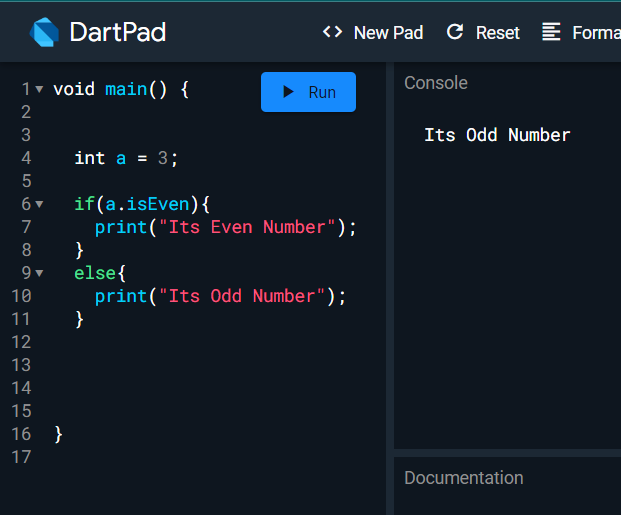 DartPad
<> New Pad
Reset
Forma
1 void main() {
Run
2
3
4 int a = 3;
5
6 if(a.isEven){
7 print("Its Even Number");
8 }
9 else{
10 print("Its Odd Number");
11 }
12
13
14
15
16 }
17
Console
Its Odd Number
Documentation